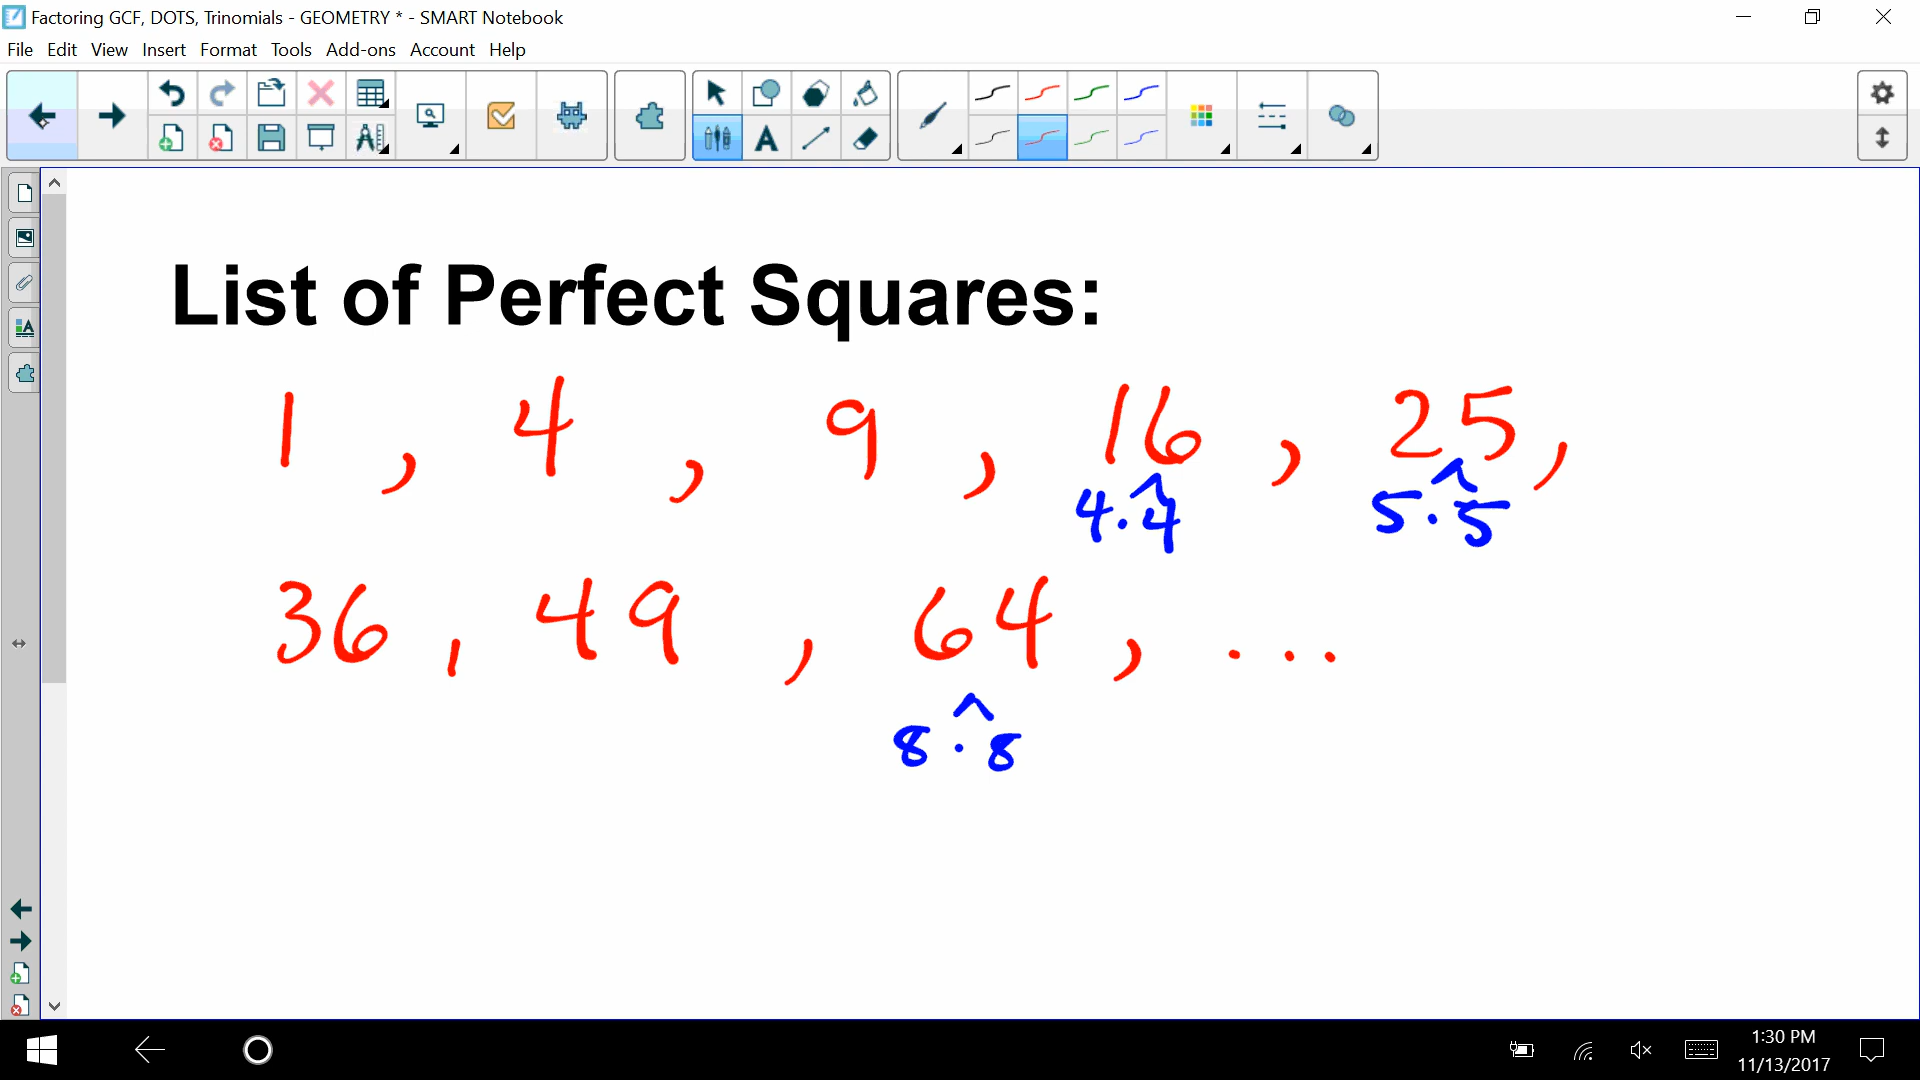 Factoring GCF, DOTS, Trinomials - GEOMETRY * - SMART Notebook
File Edit View Insert Format Tools Add-ons Account Help
List of Perfect Squares:
1 , 4 , 9 , 16 , 25 ,
4 . 4 5 . 5
36 , 49 , 64 , . . .
8 . 8
1:30 PM
11/13/2017